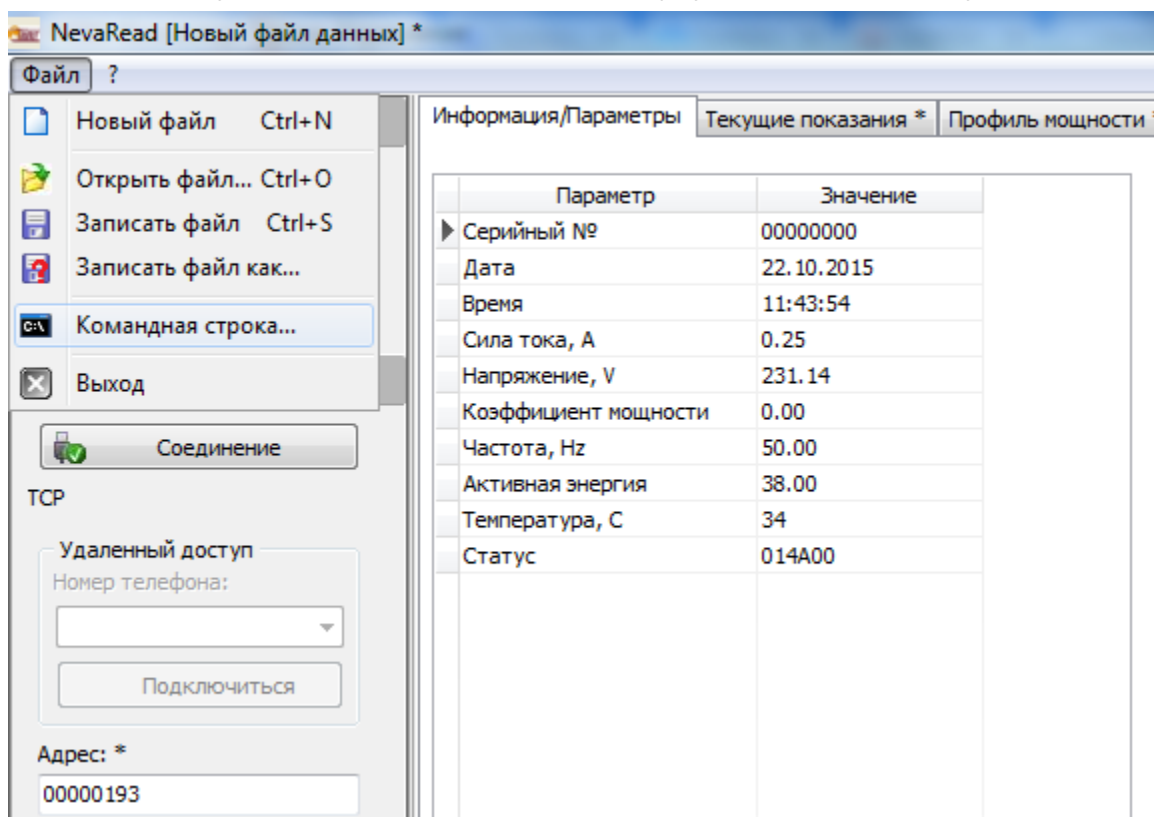 NevaRead [Новый файл данных] *
Файл ?
Новый файл Ctrl+N
Открыть файл... Ctrl+O
Записать файл Ctrl+S
Записать файл как...
C:\ Командная строка...
Выход
Соединение
TCP
Удаленный доступ
Номер телефона:
Подключиться
Адрес: *
00000193
Информация/Параметры Текущие показания * Профиль мощности *
Параметр Значение
Серийный № 00000000
Дата 22.10.2015
Время 11:43:54
Сила тока, A 0.25
Напряжение, V 231.14
Коэффициент мощности 0.00
Частота, Hz 50.00
Активная энергия 38.00
Температура, C 34
Статус 014A00